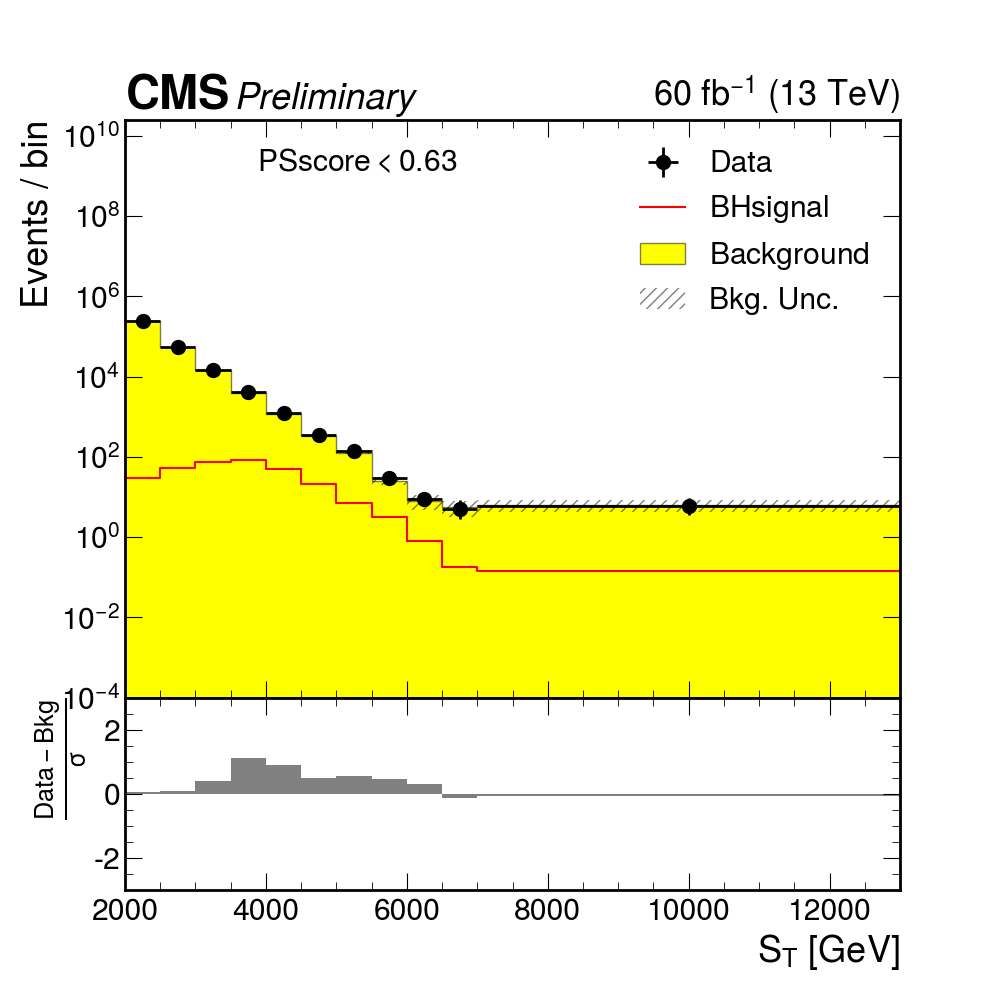 CMS Preliminary 60 fb⁻¹ (13 TeV)
Events / bin
PSscore < 0.63
Data
BHsignal
Background
Bkg. Unc.
10¹⁰
10⁸
10⁶
10⁴
10²
10⁰
10⁻²
10⁻⁴
Data − Bkg
σ
2
0
-2
2000 4000 6000 8000 10000 12000
S_T [GeV]